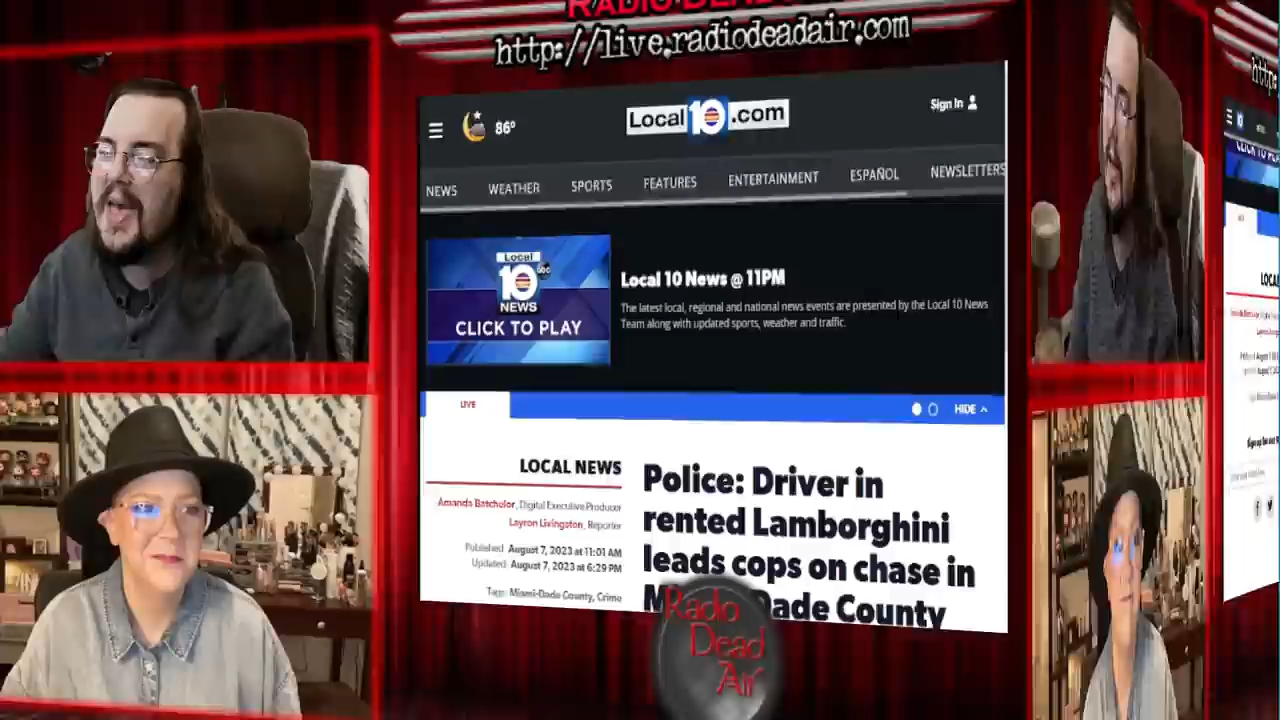 http://live.radiodeadair.com
86°
Local 10 .com
Sign In
NEWS
WEATHER
SPORTS
FEATURES
ENTERTAINMENT
ESPAÑOL
NEWSLETTERS
Local
10
abc
NEWS
CLICK TO PLAY
Local 10 News @ 11PM
The latest local, regional and national news events are presented by the Local 10 News
Team along with updated sports, weather and traffic.
LIVE
HIDE
LOCAL NEWS
Amanda Batchelor, Digital Executive Producer
Layron Livingston, Reporter
Published: August 7, 2023 at 11:01 AM
Updated: August 7, 2023 at 6:29 PM
Tags: Miami-Dade County, Crime
Police: Driver in
rented Lamborghini
leads cops on chase in
Dade County
Radio
Dead
Air